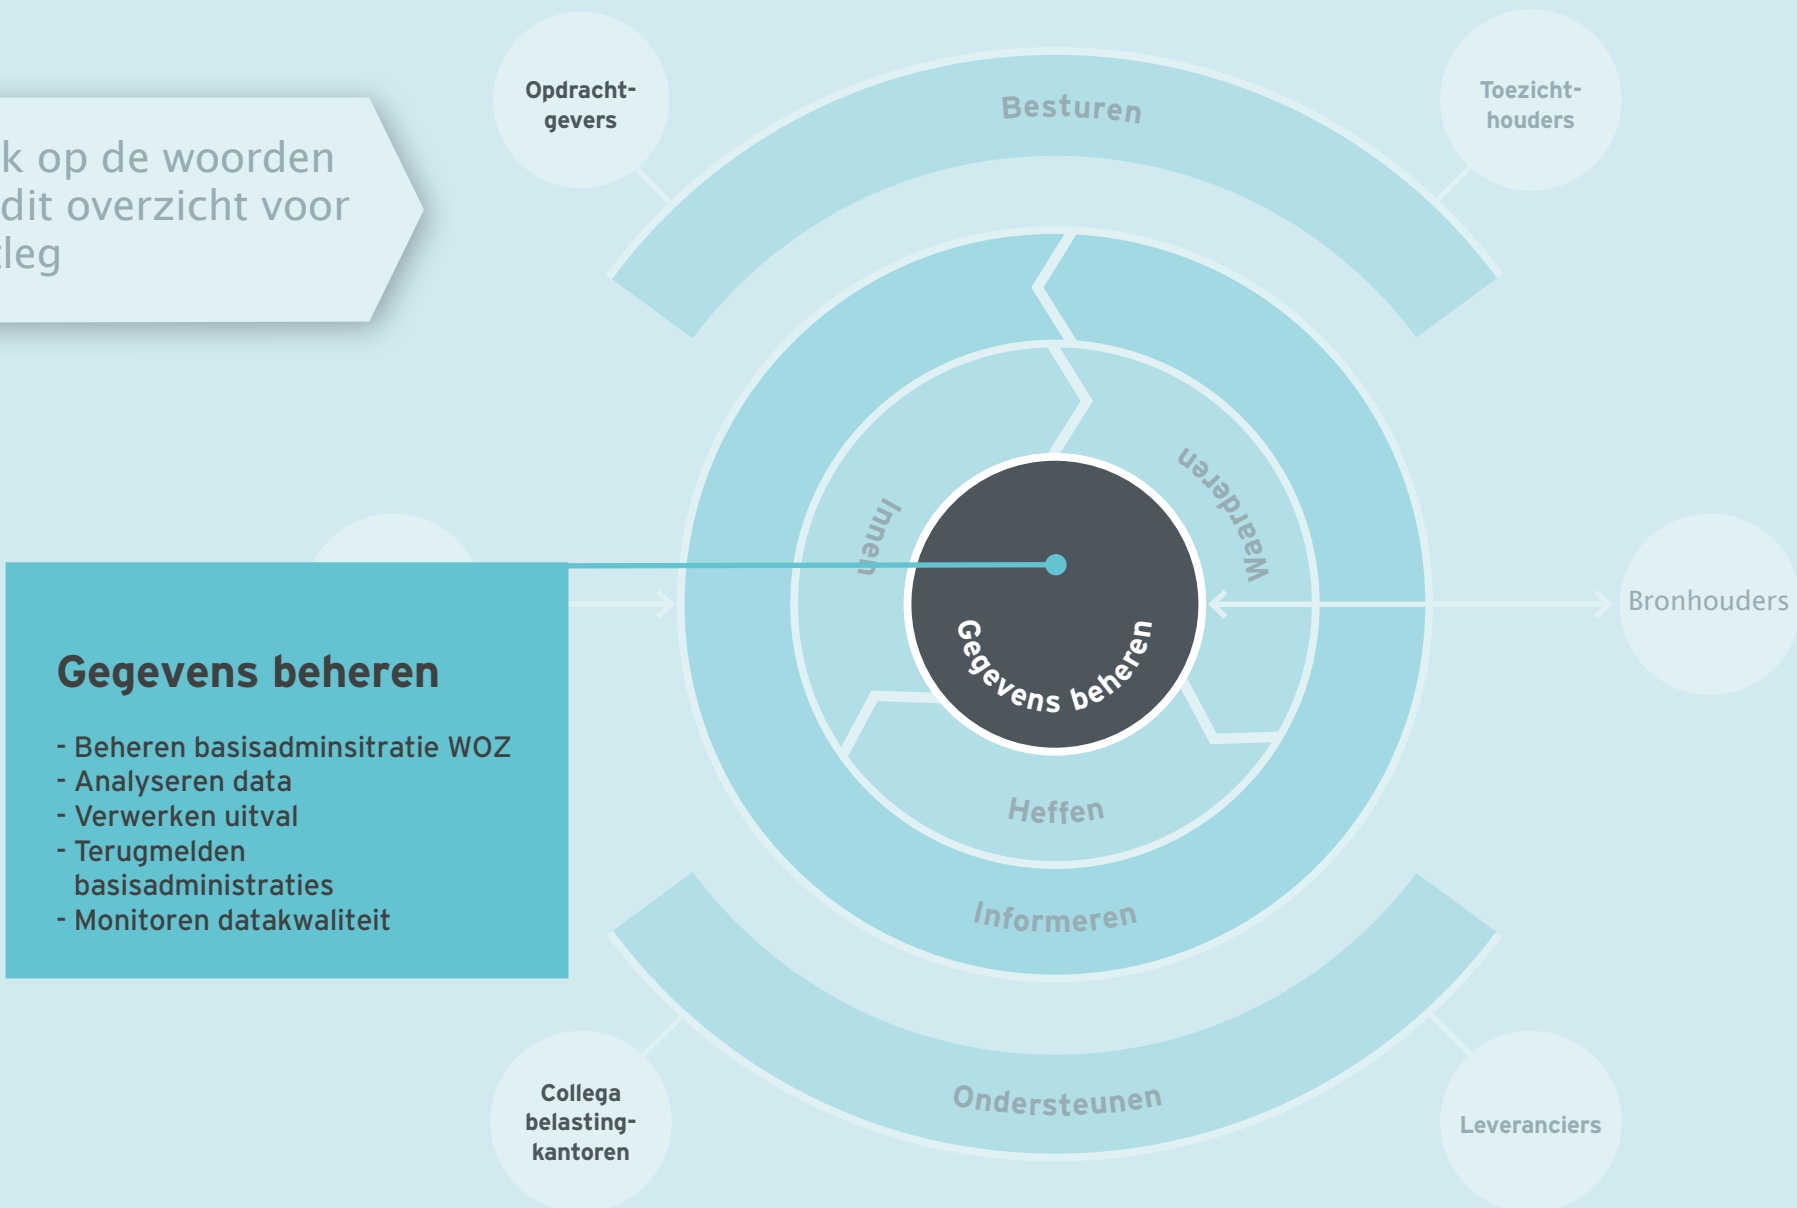 Opdracht-
gevers
Besturen
Toezicht-
houders
k op de woorden
dit overzicht voor
leg
Innen
Waarderen
Bronhouders
Gegevens beheren
Gegevens beheren
- Beheren basisadminsitratie WOZ
- Analyseren data
- Verwerken uitval
- Terugmelden
basisadministraties
- Monitoren datakwaliteit
Heffen
Informeren
Ondersteunen
Collega
belasting-
kantoren
Leveranciers